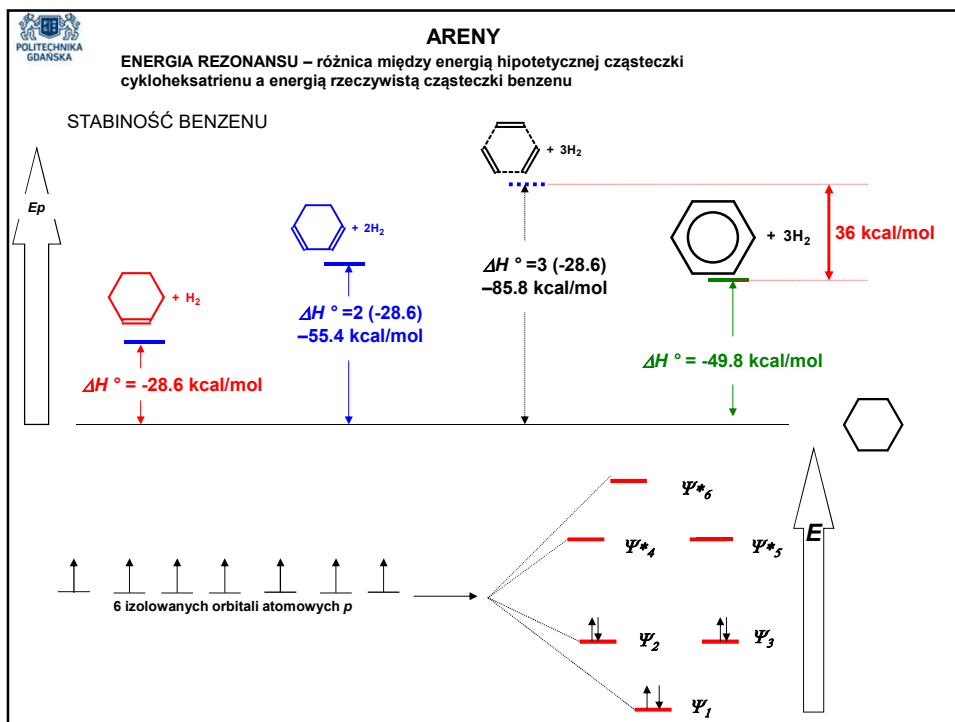 POLITECHNIKA
GDAŃSKA
ARENY
ENERGIA REZONANSU – różnica między energią hipotetycznej cząsteczki
cykloheksatrienu a energią rzeczywistą cząsteczki benzenu
STABINOŚĆ BENZENU
+ 3H₂
Ep
+ 2H₂
+ 3H₂
36 kcal/mol
ΔH ° =3 (-28.6)
–85.8 kcal/mol
+ H₂
ΔH ° =2 (-28.6)
–55.4 kcal/mol
ΔH ° = -28.6 kcal/mol
ΔH ° = -49.8 kcal/mol
Ψ*₆
E
Ψ*₄
Ψ*₅
6 izolowanych orbitali atomowych p
Ψ₂
Ψ₃
Ψ₁